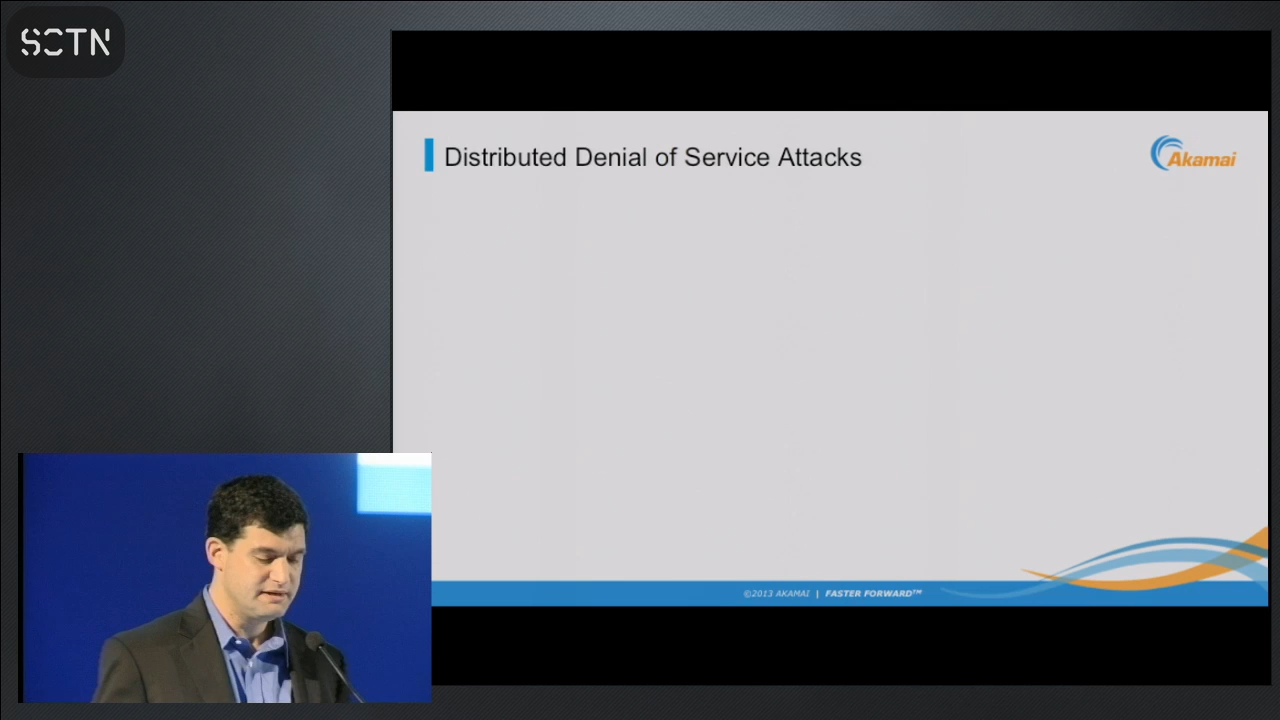 SCTN
Distributed Denial of Service Attacks
Akamai
©2013 AKAMAI | FASTER FORWARD™